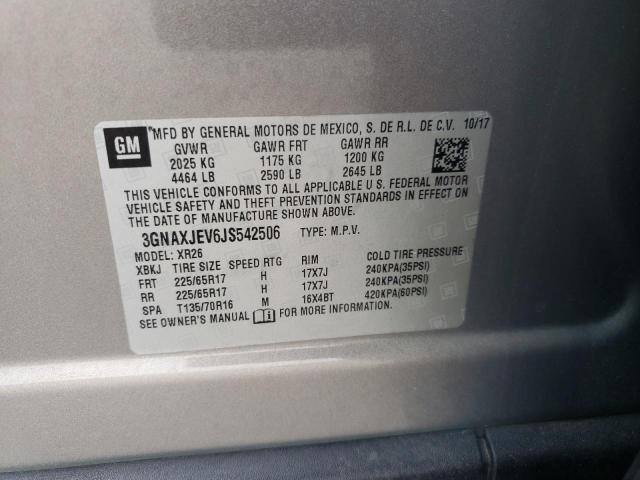 GM
MFD BY GENERAL MOTORS DE MEXICO, S. DE R.L. DE C.V. 10/17
GVWR GAWR FRT GAWR RR
2025 KG 1175 KG 1200 KG
4464 LB 2590 LB 2645 LB
THIS VEHICLE CONFORMS TO ALL APPLICABLE U.S. FEDERAL MOTOR
VEHICLE SAFETY AND THEFT PREVENTION STANDARDS IN EFFECT ON
THE DATE OF MANUFACTURE SHOWN ABOVE.
3GNAXJEV6JS542506 TYPE: M.P.V.
MODEL: XR26
XBKJ TIRE SIZE SPEED RTG RIM COLD TIRE PRESSURE
FRT 225/65R17 H 17X7J 240KPA(35PSI)
RR 225/65R17 H 17X7J 240KPA(35PSI)
SPA T135/70R16 M 16X4BT 420KPA(60PSI)
SEE OWNER'S MANUAL FOR MORE INFORMATION.